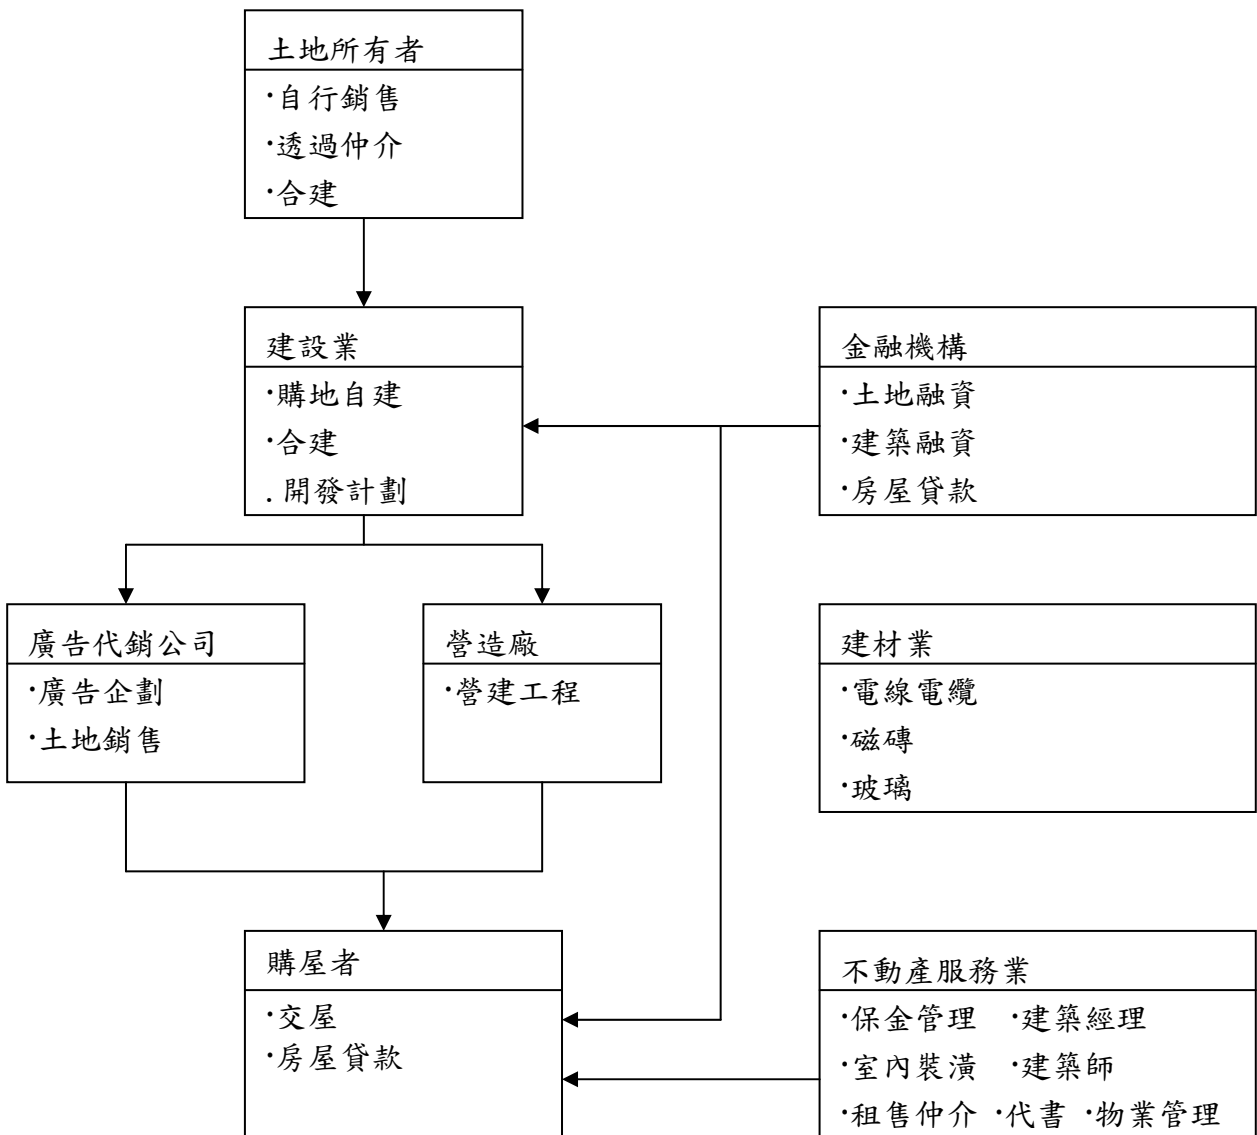 土地所有者
·自行銷售
·透過仲介
·合建
建設業
·購地自建
·合建
. 開發計劃
金融機構
·土地融資
·建築融資
·房屋貸款
廣告代銷公司
·廣告企劃
·土地銷售
營造廠
·營建工程
建材業
·電線電纜
·磁磚
·玻璃
購屋者
·交屋
·房屋貸款
不動產服務業
·保金管理 ·建築經理
·室內裝潢 ·建築師
·租售仲介 ·代書 ·物業管理